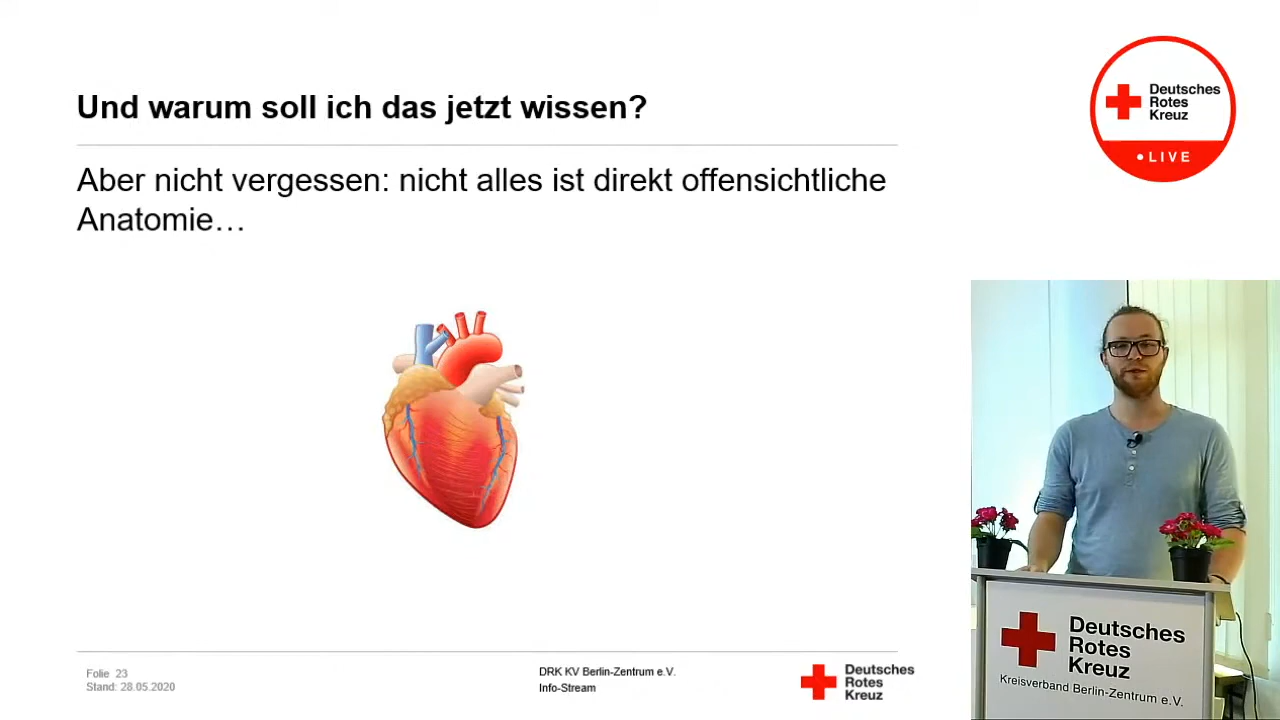 Und warum soll ich das jetzt wissen?
Aber nicht vergessen: nicht alles ist direkt offensichtliche
Anatomie…
Deutsches
Rotes
Kreuz
LIVE
Deutsches
Rotes
Kreuz
Kreisverband Berlin-Zentrum e.V.
Folie 23
Stand: 28.05.2020
DRK KV Berlin-Zentrum e.V.
Info-Stream
Deutsches
Rotes
Kreuz